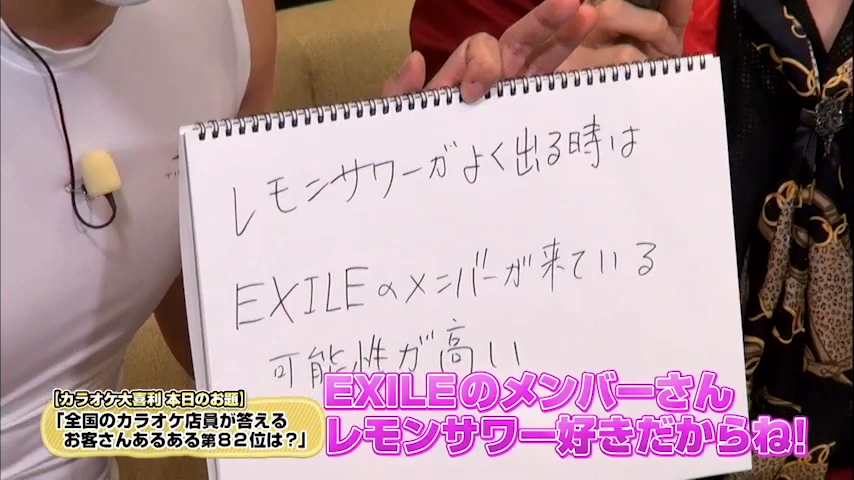 レモンサワーがよく出る時は
EXILEのメンバーが来ている
可能性が高い
EXILEのメンバーさん
レモンサワー好きだからね!
【カラオケ大喜利 本日のお題】
「全国のカラオケ店員が答える
お客さんあるある第82位は?」